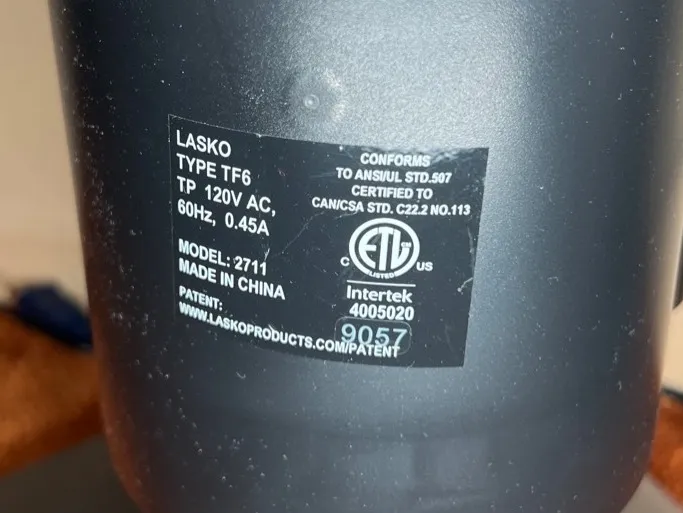 LASKO
TYPE TF6
T.P 120V AC,
60Hz, 0.45A
MODEL: 2711
MADE IN CHINA
PATENT:
WWW.LASKOPRODUCTS.COM/PATENT
CONFORMS
TO ANSI/UL STD.507
CERTIFIED TO
CAN/CSA STD. C22.2 NO.113
ETL CM
LISTED
C US
Intertek
4005020
9057